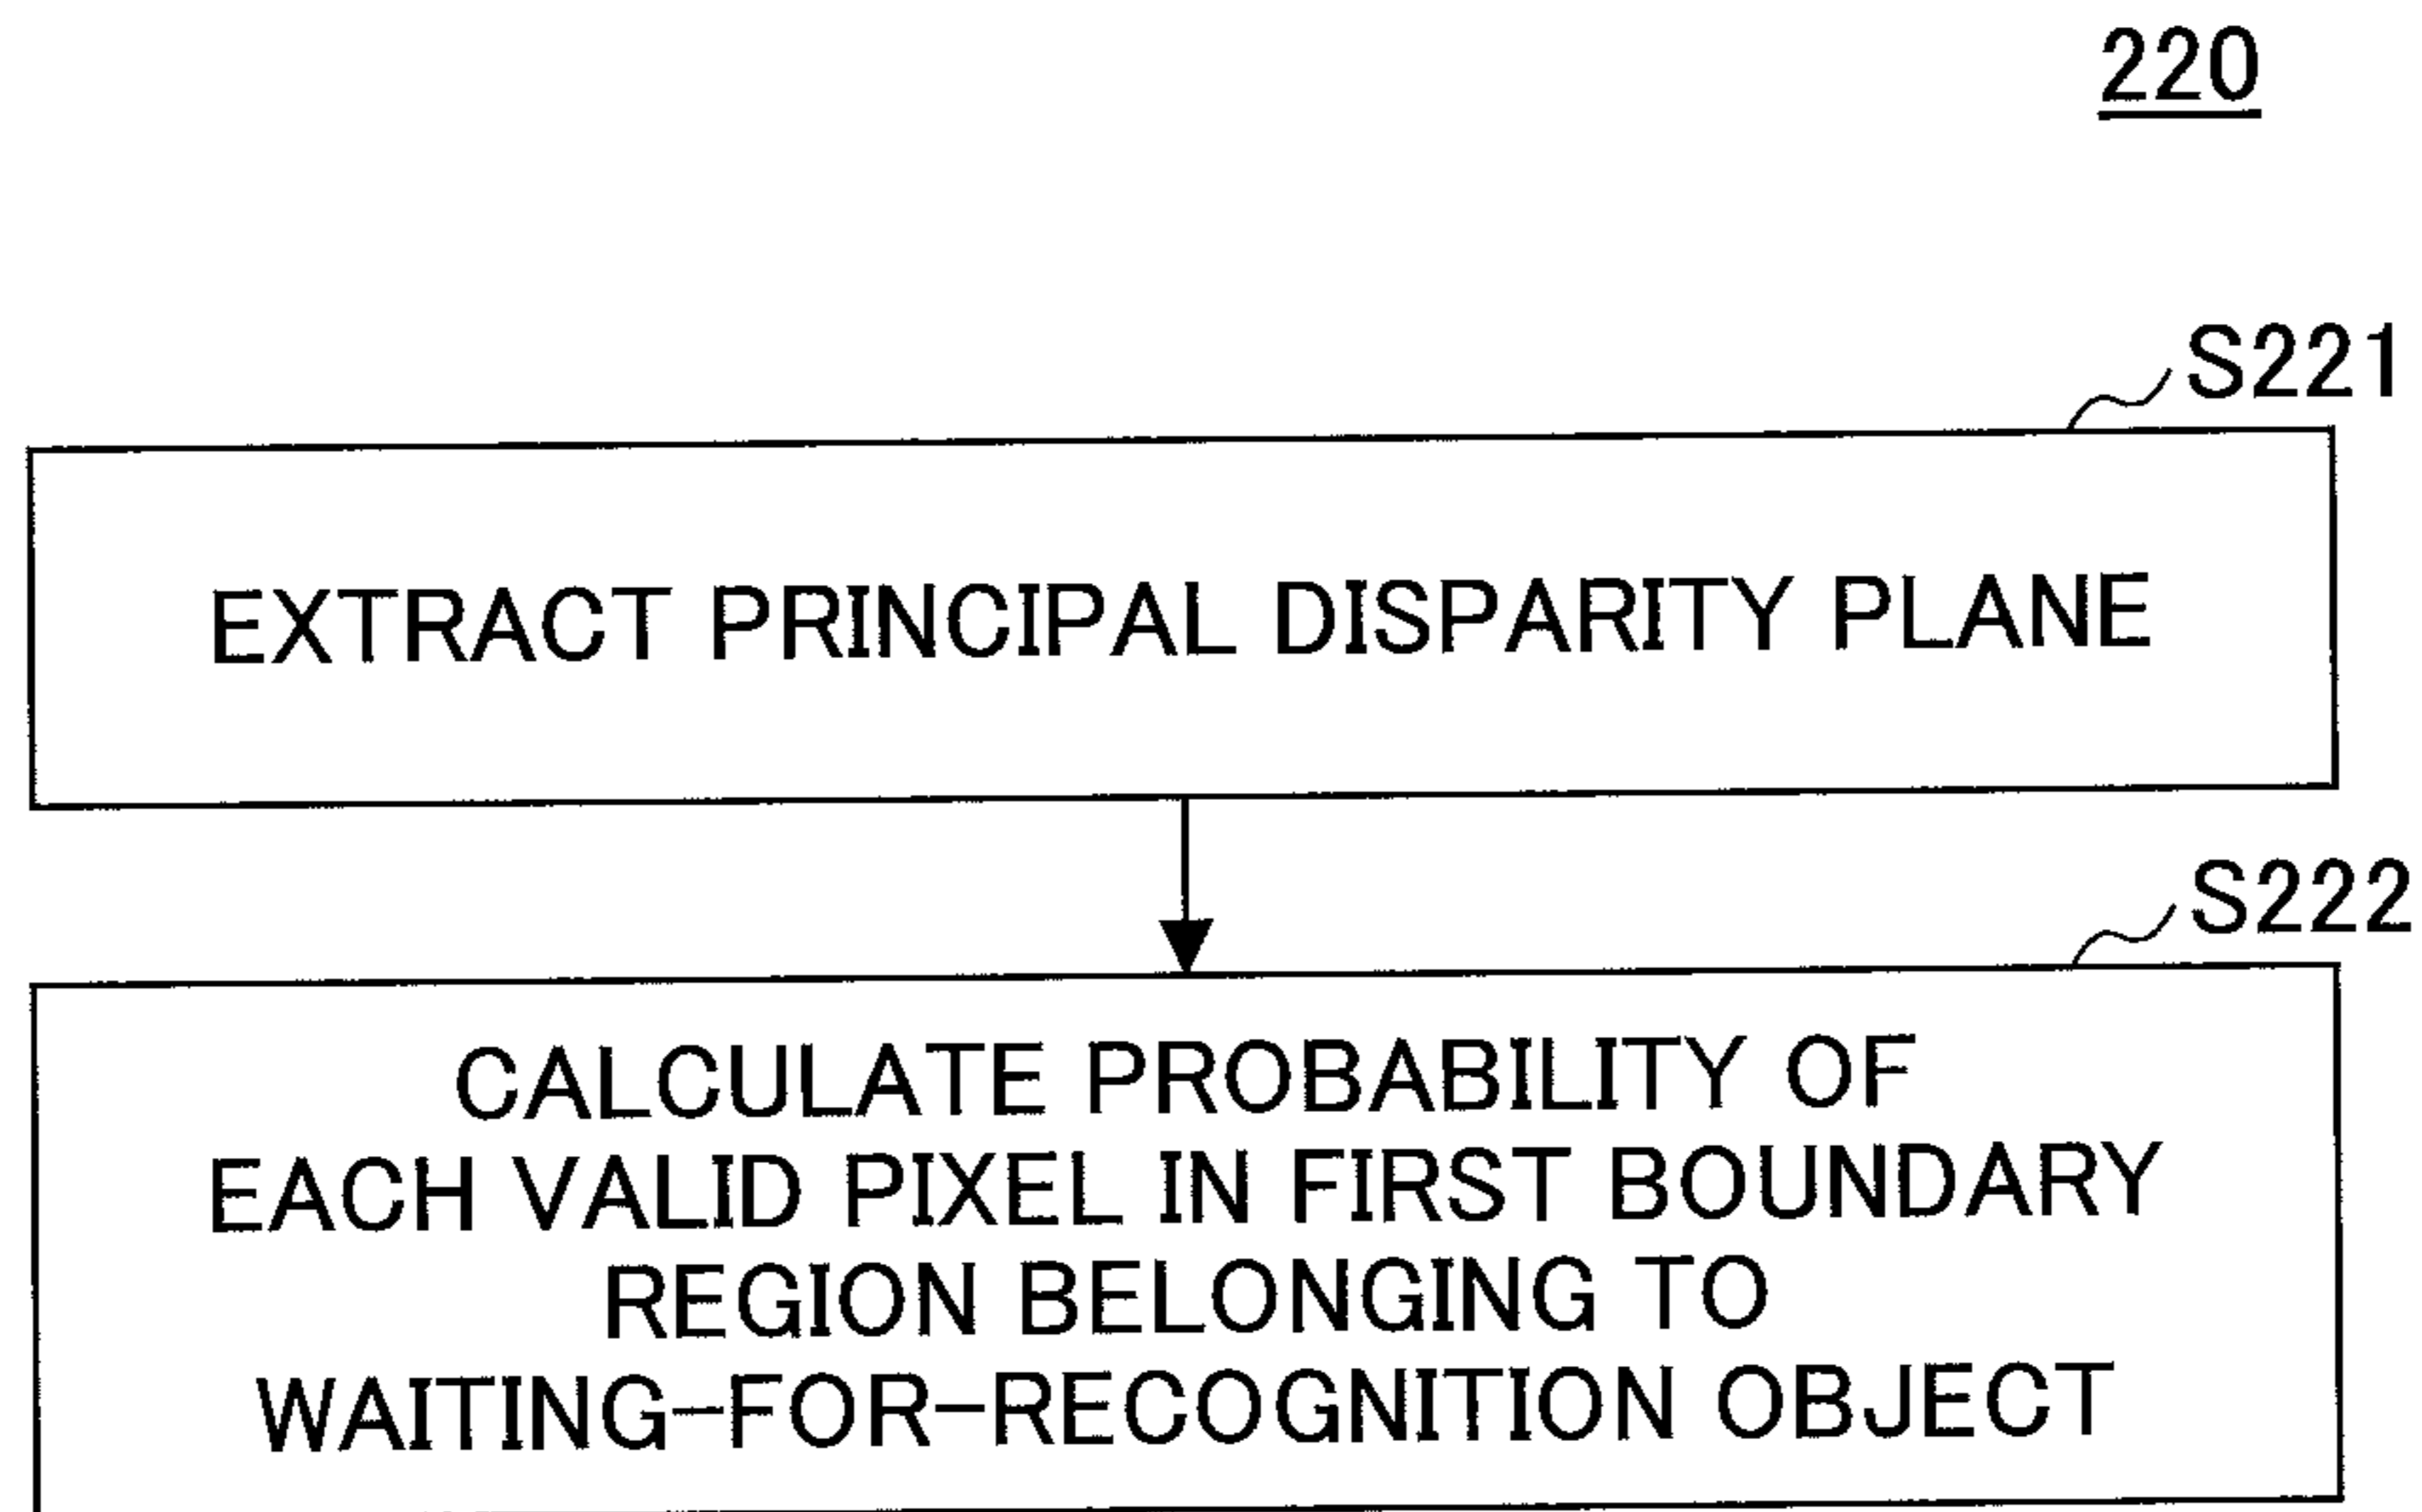 220
S221
EXTRACT PRINCIPAL DISPARITY PLANE
S222
CALCULATE PROBABILITY OF
EACH VALID PIXEL IN FIRST BOUNDARY
REGION BELONGING TO
WAITING-FOR-RECOGNITION OBJECT